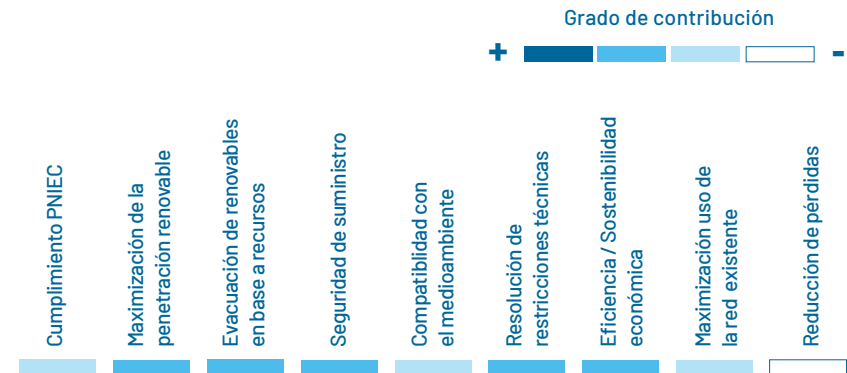 Grado de contribución
+ -
Cumplimiento PNIEC
Maximización de la
penetración renovable
Evacuación de renovables
en base a recursos
Seguridad de suministro
Compatiblidad con
el medioambiente
Resolución de
restricciones técnicas
Eficiencia / Sostenibilidad
económica
Maximización uso de
la red existente
Reducción de pérdidas